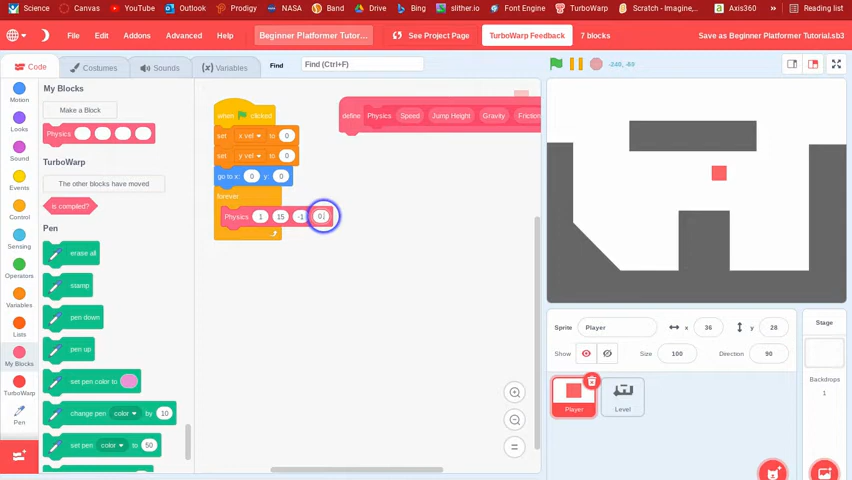 Science YouTube Outlook Prodigy NASA Band Drive Bing slither.io Font Engine TurboWarp Scratch - Imagine,... Axis360 » Reading list
File Edit Addons Advanced Help Beginner Platformer Tutor... See Project Page TurboWarp Feedback 7 blocks Save as Beginner Platformer Tutorial.sb3
Code Costumes Sounds Variables Find Find (Ctrl+F) -240, -80
Motion
Looks
Sound
Events
Control
Sensing
Operators
Variables
Lists
My Blocks
TurboWarp
Pen
My Blocks
Make a Block
Physics
TurboWarp
The other blocks have moved
is compiled?
Pen
erase all
stamp
pen down
pen up
set pen color to
change pen color by 10
set pen color to 50
when clicked
set x vel to 0
set y vel to 0
go to x: 0 y: 0
forever
Physics 1 15 -1 0.
define Physics Speed Jump Height Gravity Friction
Sprite Player x 36 y 28
Show Size 100 Direction 90
Player
Level
Stage
Backdrops
1